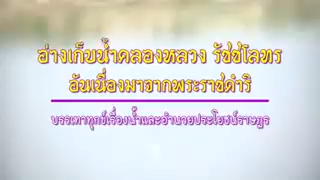 อ่างเก็บน้ำคลองหลวง รัชชโลทร
อันเนื่องมาจากพระราชดำริ
บรรเทาทุกข์เรื่องน้ำและอำนวยประโยชน์ราษฎร